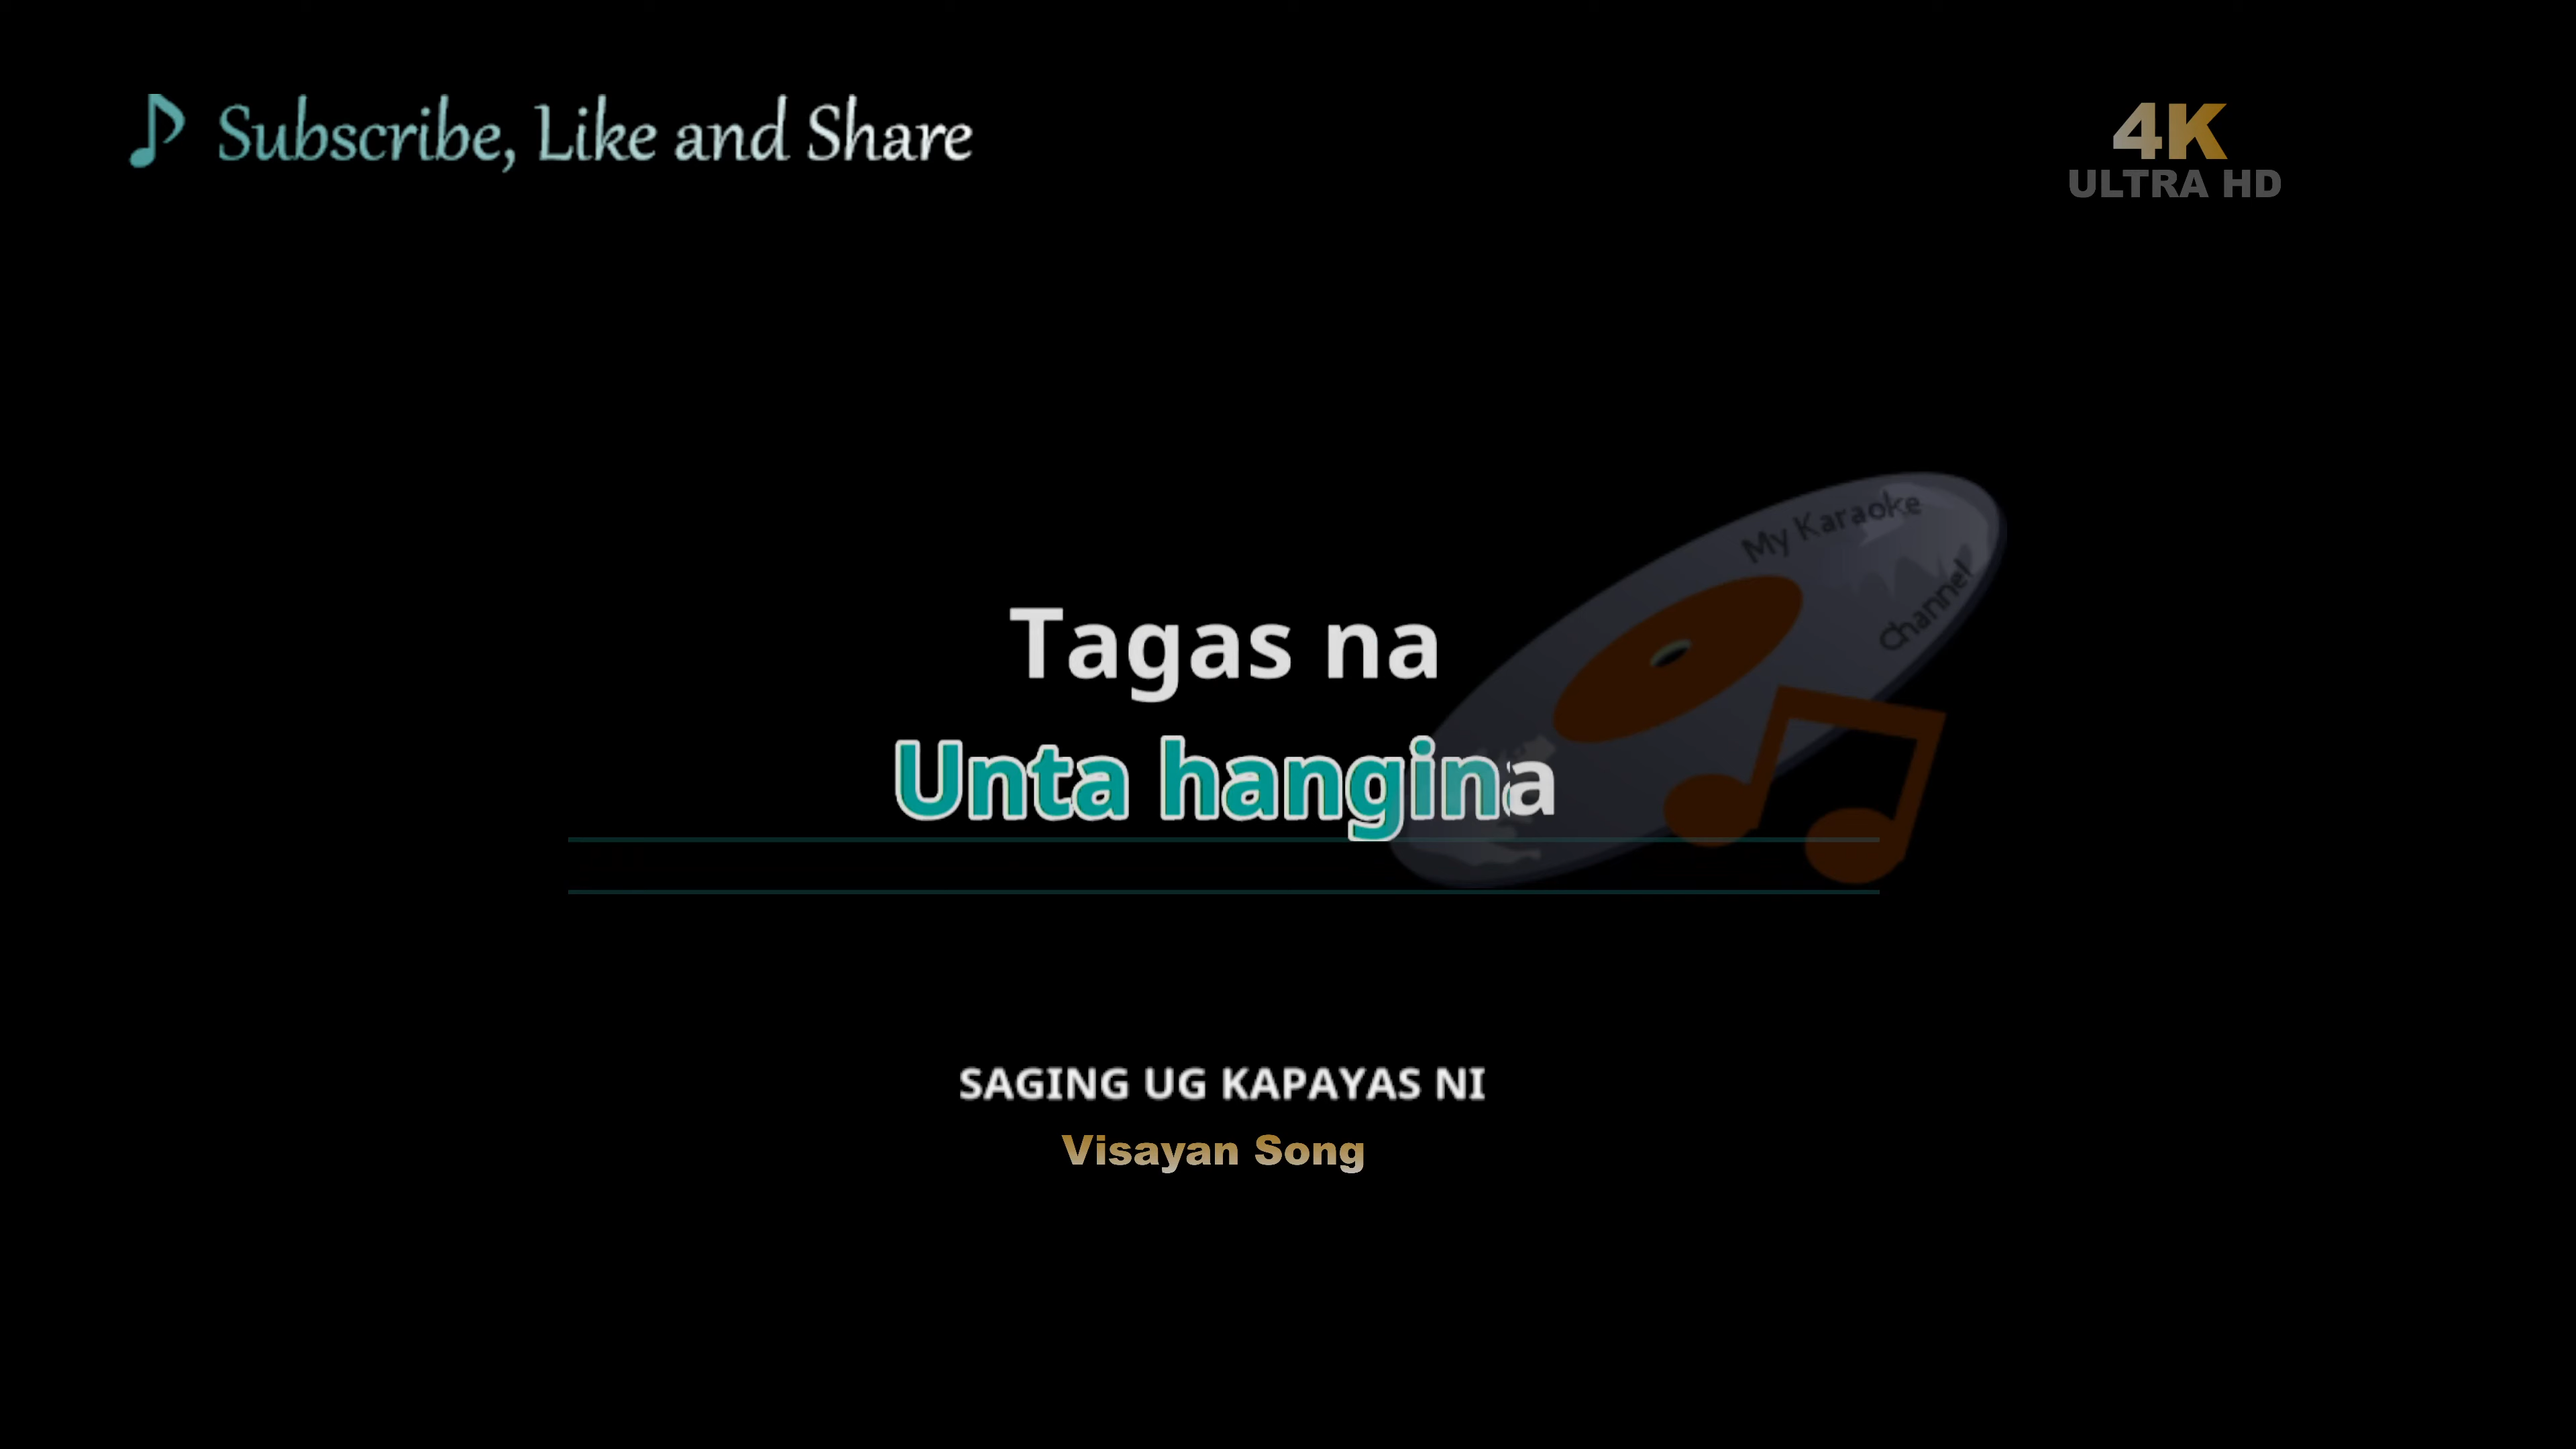 Subscribe, Like and Share
4K
ULTRA HD
My Karaoke
Channel
Tagas na
Unta hangina
SAGING UG KAPAYAS NI
Visayan Song